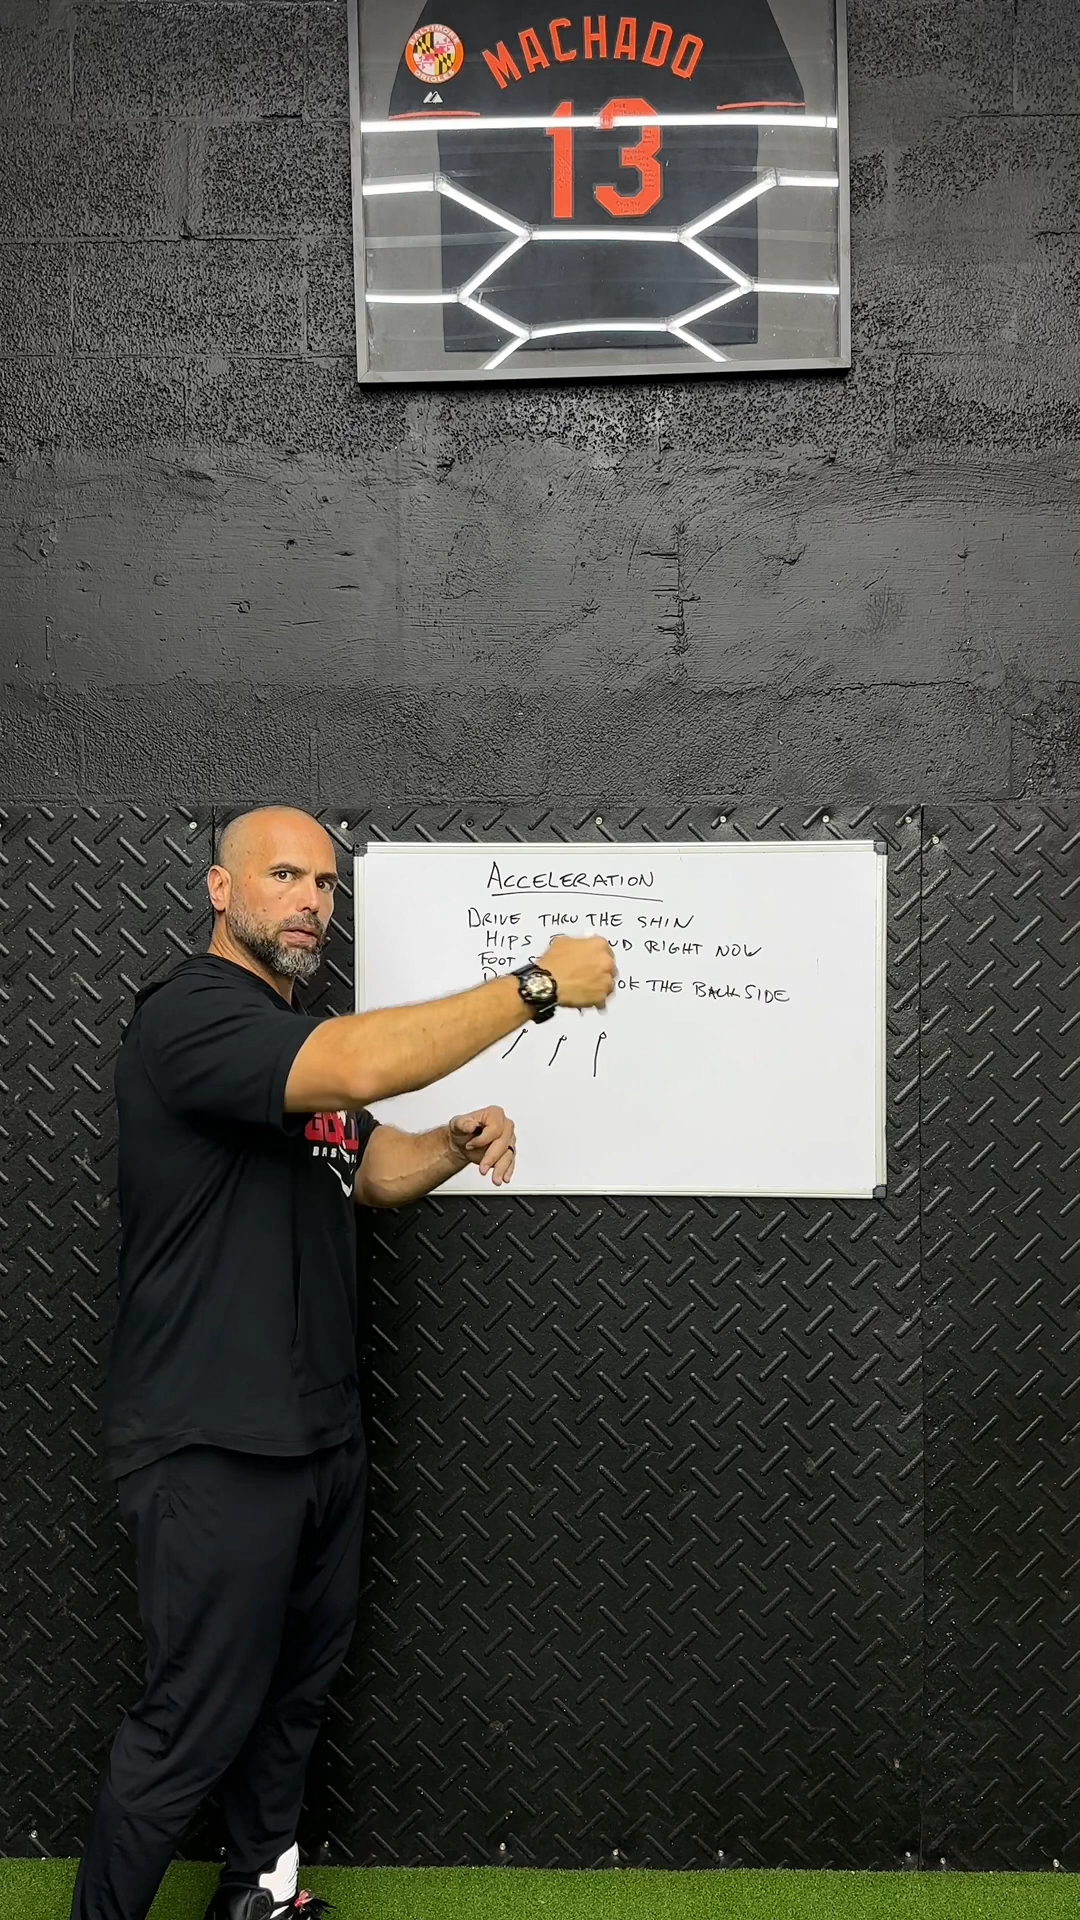 BALTIMORE
ORIOLES
MACHADO
13
ACCELERATION
DRIVE THRU THE SHIN
HIPS RIGHT NOW
FOOT
THE BACK SIDE